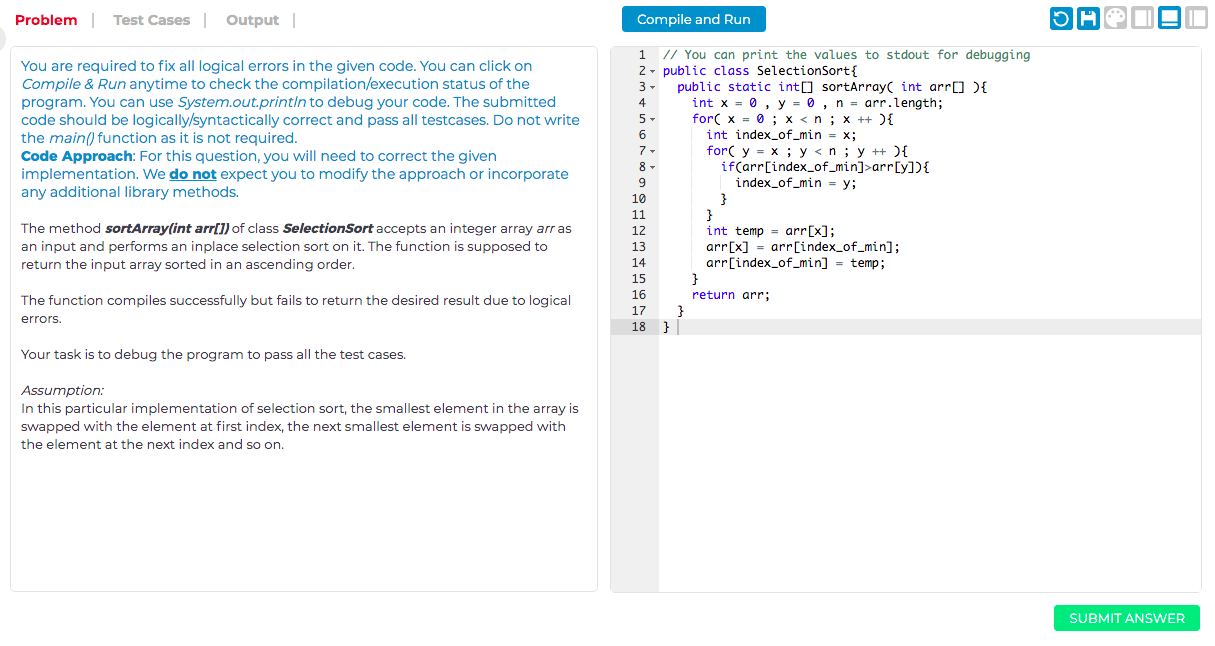 Problem | Test Cases | Output |
Compile and Run
You are required to fix all logical errors in the given code. You can click on
Compile & Run anytime to check the compilation/execution status of the
program. You can use System.out.println to debug your code. The submitted
code should be logically/syntactically correct and pass all testcases. Do not write
the main() function as it is not required.
Code Approach: For this question, you will need to correct the given
implementation. We do not expect you to modify the approach or incorporate
any additional library methods.
The method sortArray(int arr[]) of class SelectionSort accepts an integer array arr as
an input and performs an inplace selection sort on it. The function is supposed to
return the input array sorted in an ascending order.
The function compiles successfully but fails to return the desired result due to logical
errors.
Your task is to debug the program to pass all the test cases.
Assumption:
In this particular implementation of selection sort, the smallest element in the array is
swapped with the element at first index, the next smallest element is swapped with
the element at the next index and so on.
1 // You can print the values to stdout for debugging
2 public class SelectionSort{
3 public static int[] sortArray( int arr[] ){
4 int x = 0 , y = 0 , n = arr.length;
5 for( x = 0 ; x < n ; x ++ ){
6 int index_of_min = x;
7 for( y = x ; y < n ; y ++ ){
8 if(arr[index_of_min]>arr[y]){
9 index_of_min = y;
10 }
11 }
12 int temp = arr[x];
13 arr[x] = arr[index_of_min];
14 arr[index_of_min] = temp;
15 }
16 return arr;
17 }
18 }
SUBMIT ANSWER